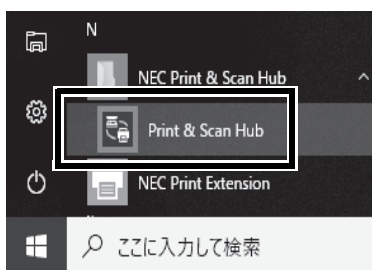 N
NEC Print & Scan Hub
Print & Scan Hub
NEC Print Extension
ここに入力して検索